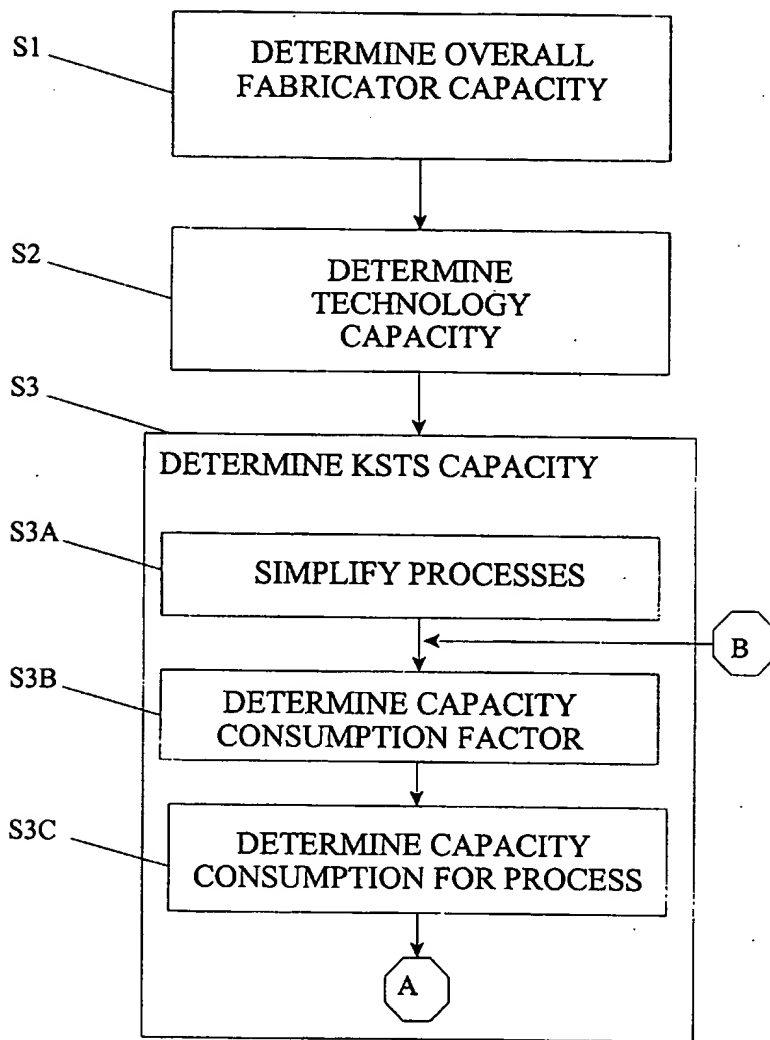 S1
DETERMINE OVERALL
FABRICATOR CAPACITY
S2
DETERMINE
TECHNOLOGY
CAPACITY
S3
DETERMINE KSTS CAPACITY
S3A
SIMPLIFY PROCESSES
B
S3B
DETERMINE CAPACITY
CONSUMPTION FACTOR
S3C
DETERMINE CAPACITY
CONSUMPTION FOR PROCESS
A